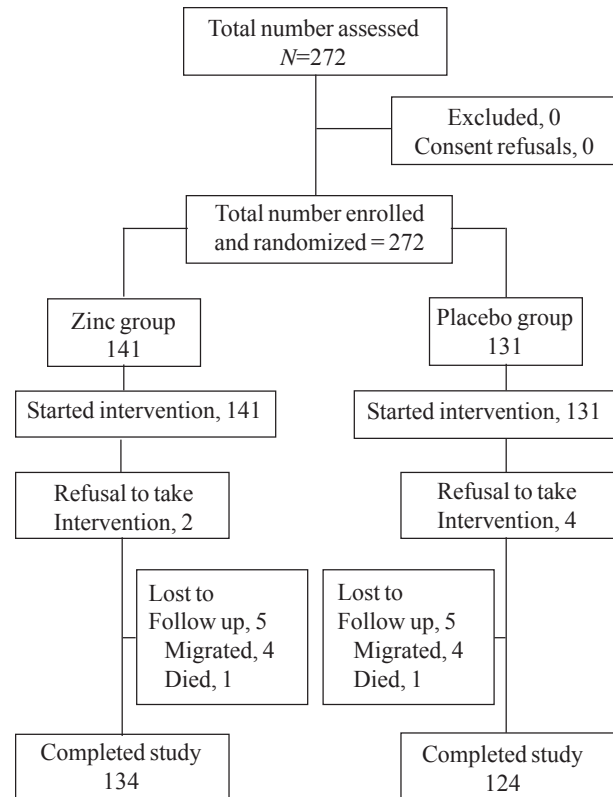 Total number assessed
N=272
Excluded, 0
Consent refusals, 0
Total number enrolled
and randomized = 272
Zinc group
141
Placebo group
131
Started intervention, 141
Started intervention, 131
Refusal to take
Intervention, 2
Refusal to take
Intervention, 4
Lost to
Follow up, 5
Migrated, 4
Died, 1
Lost to
Follow up, 5
Migrated, 4
Died, 1
Completed study
134
Completed study
124